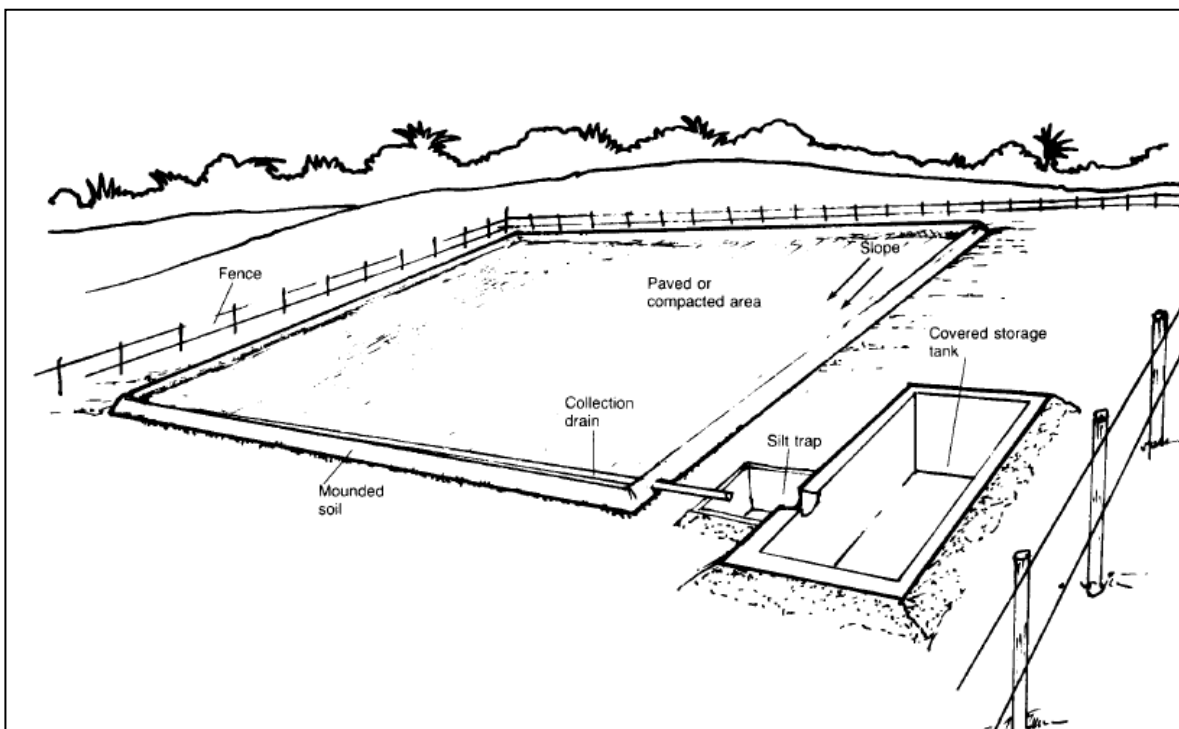 Slope
Fence
Paved or
compacted area
Covered storage
tank
Collection
drain
Silt trap
Mounded
soil